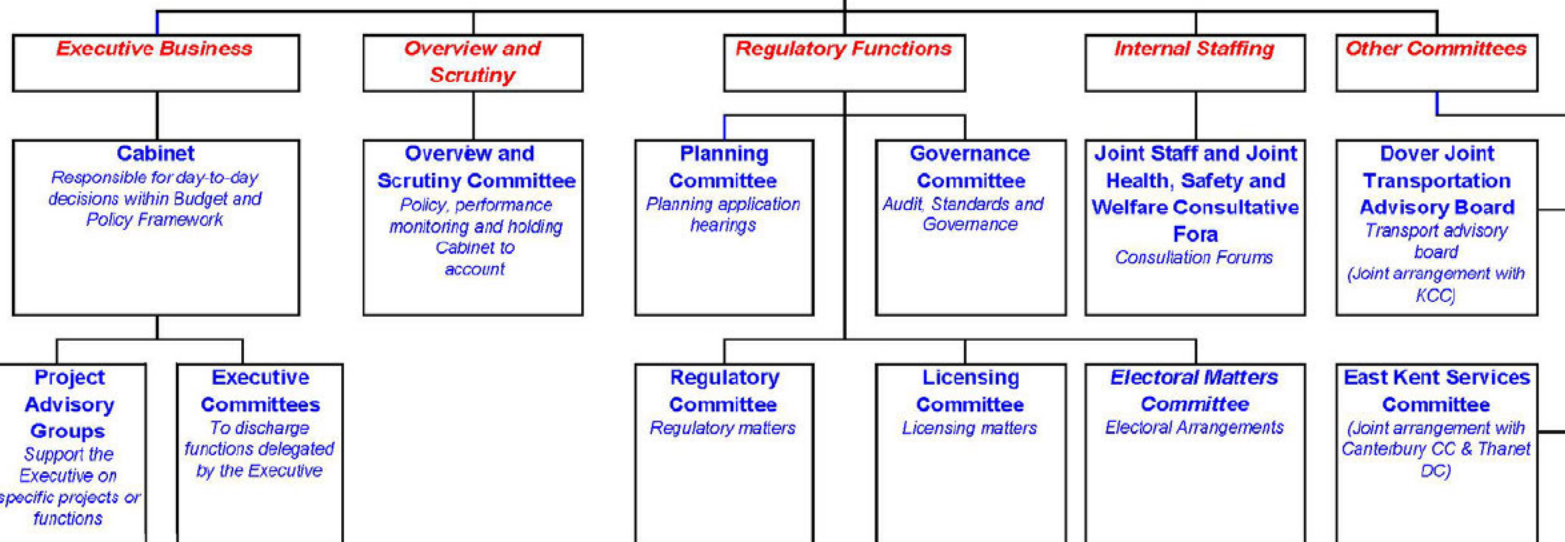 Executive Business
Overview and
Scrutiny
Regulatory Functions
Internal Staffing
Other Committees
Cabinet
Responsible for day-to-day
decisions within Budget and
Policy Framework
Overview and
Scrutiny Committee
Policy, performance
monitoring and holding
Cabinet to
account
Planning
Committee
Planning application
hearings
Governance
Committee
Audit, Standards and
Governance
Joint Staff and Joint
Health, Safety and
Welfare Consultative
Fora
Consultation Forums
Dover Joint
Transportation
Advisory Board
Transport advisory
board
(Joint arrangement with
KCC)
Project
Advisory
Groups
Support the
Executive on
specific projects or
functions
Executive
Committees
To discharge
functions delegated
by the Executive
Regulatory
Committee
Regulatory matters
Licensing
Committee
Licensing matters
Electoral Matters
Committee
Electoral Arrangements
East Kent Services
Committee
(Joint arrangement with
Canterbury CC & Thanet
DC)